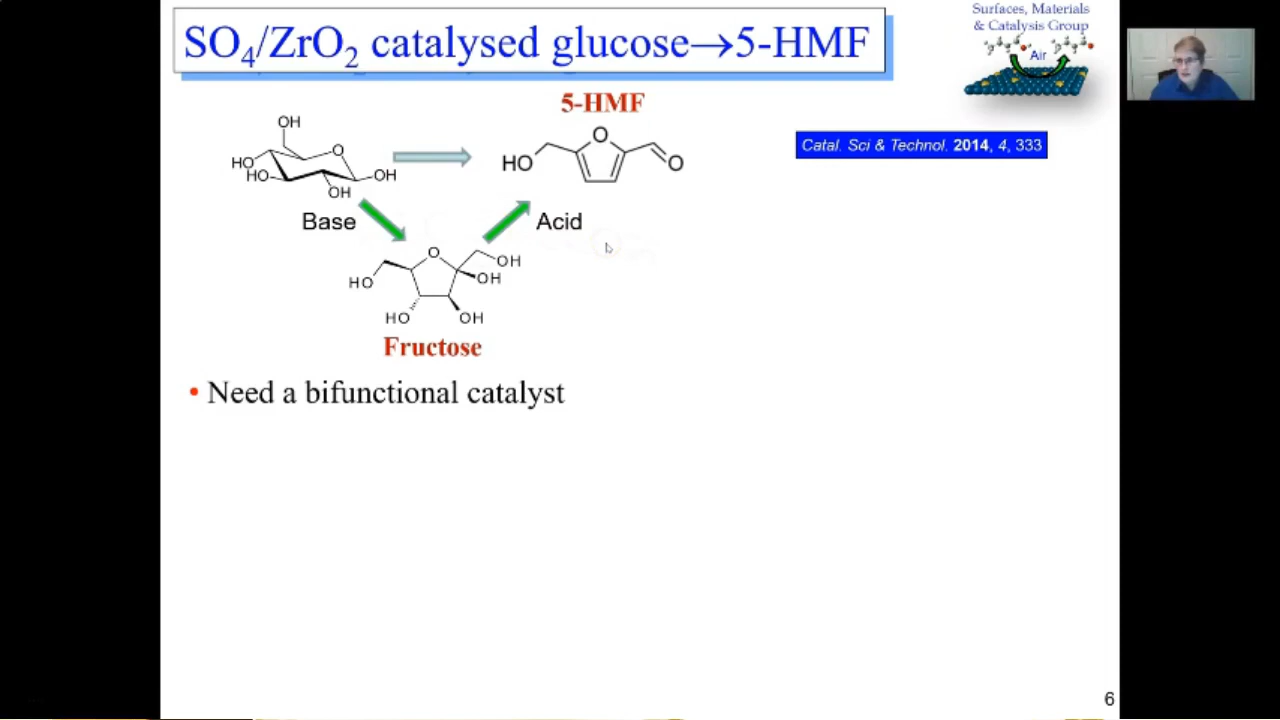 SO4/ZrO2 catalysed glucose→5-HMF
Surfaces, Materials
& Catalysis Group
Air
5-HMF
Catal. Sci & Technol. 2014, 4, 333
OH
O
HO
HO
OH
OH
O
HO
O
Base
Acid
O
OH
HO
OH
HO
OH
Fructose
• Need a bifunctional catalyst
6